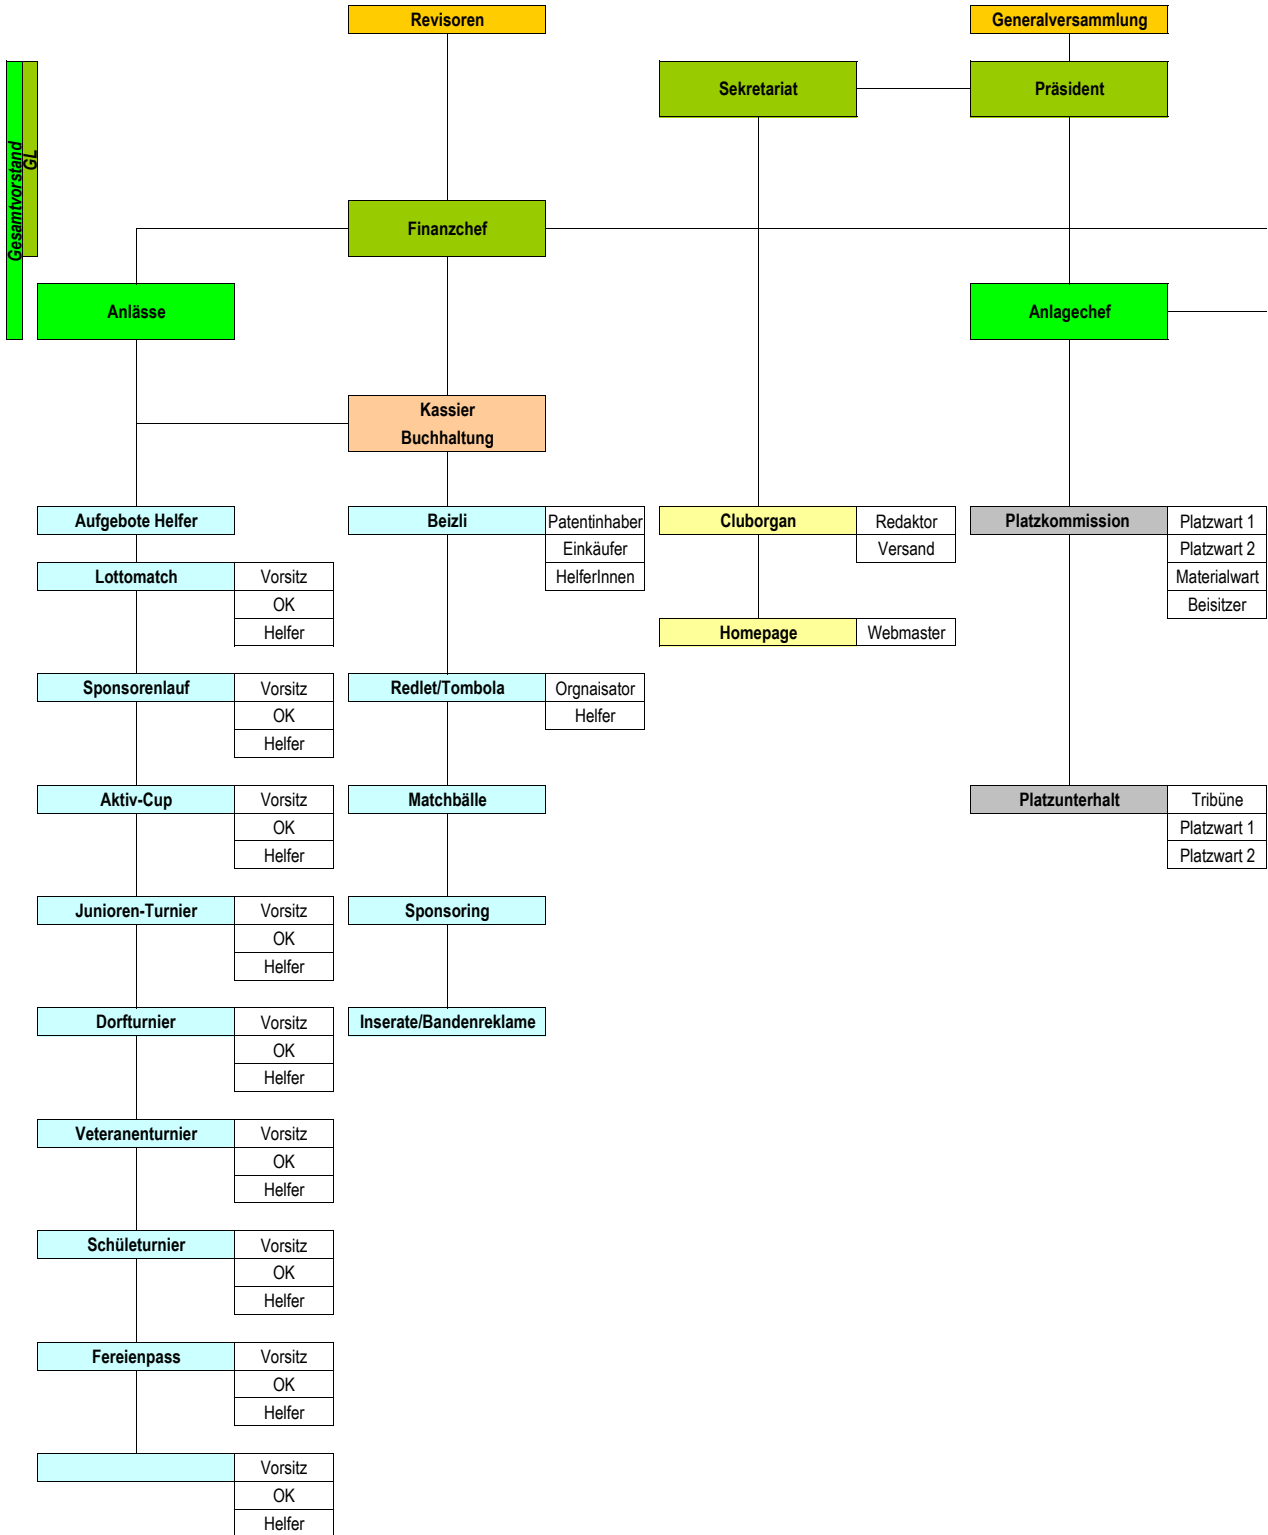 Revisoren
Generalversammlung
Gesamtvorstand
GL
Sekretariat
Präsident
Finanzchef
Anlässe
Anlagechef
Kassier
Buchhaltung
Aufgebote Helfer
Beizli
Patentinhaber
Einkäufer
HelferInnen
Cluborgan
Redaktor
Versand
Platzkommission
Platzwart 1
Platzwart 2
Materialwart
Beisitzer
Lottomatch
Vorsitz
OK
Helfer
Homepage
Webmaster
Sponsorenlauf
Vorsitz
OK
Helfer
Redlet/Tombola
Orgnaisator
Helfer
Aktiv-Cup
Vorsitz
OK
Helfer
Matchbälle
Platzunterhalt
Tribüne
Platzwart 1
Platzwart 2
Junioren-Turnier
Vorsitz
OK
Helfer
Sponsoring
Dorfturnier
Vorsitz
OK
Helfer
Inserate/Bandenreklame
Veteranenturnier
Vorsitz
OK
Helfer
Schületurnier
Vorsitz
OK
Helfer
Fereienpass
Vorsitz
OK
Helfer
Vorsitz
OK
Helfer